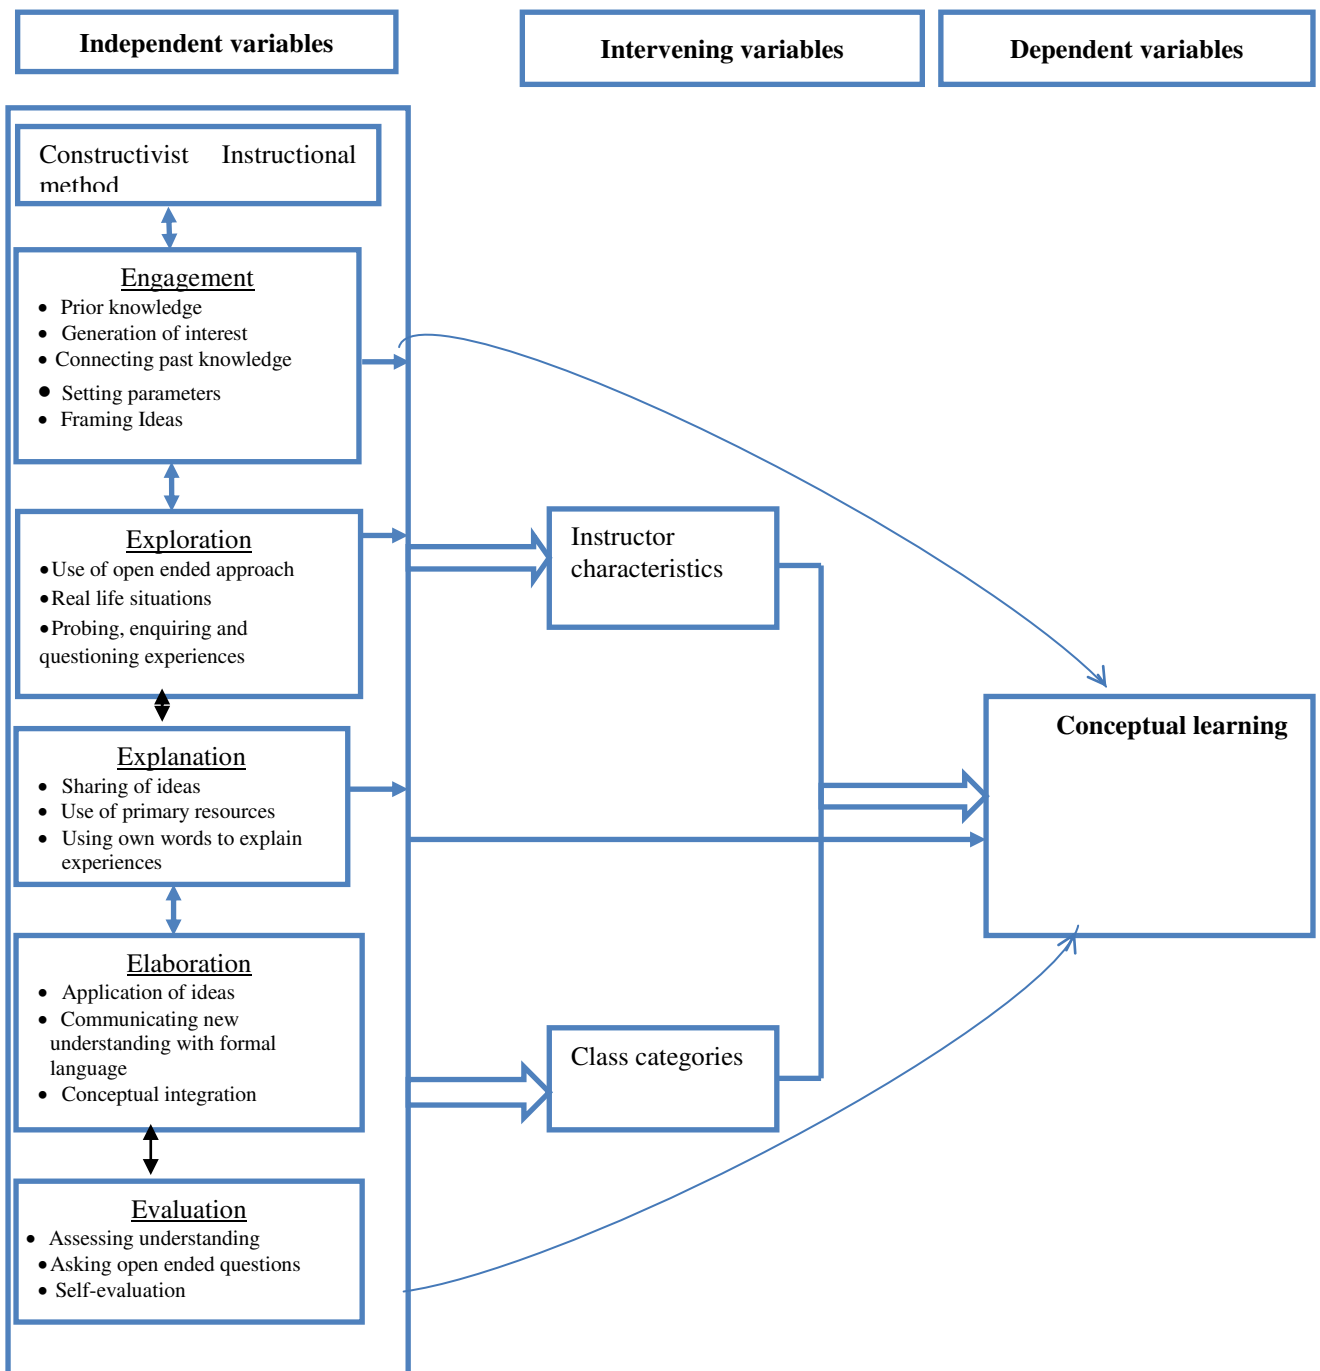 Independent variables
Intervening variables
Dependent variables
Constructivist Instructional
method
Engagement
• Prior knowledge
• Generation of interest
• Connecting past knowledge
• Setting parameters
• Framing Ideas
Exploration
• Use of open ended approach
• Real life situations
• Probing, enquiring and
questioning experiences
Explanation
• Sharing of ideas
• Use of primary resources
• Using own words to explain
experiences
Elaboration
• Application of ideas
• Communicating new
understanding with formal
language
• Conceptual integration
Evaluation
• Assessing understanding
• Asking open ended questions
• Self-evaluation
Instructor
characteristics
Class categories
Conceptual learning